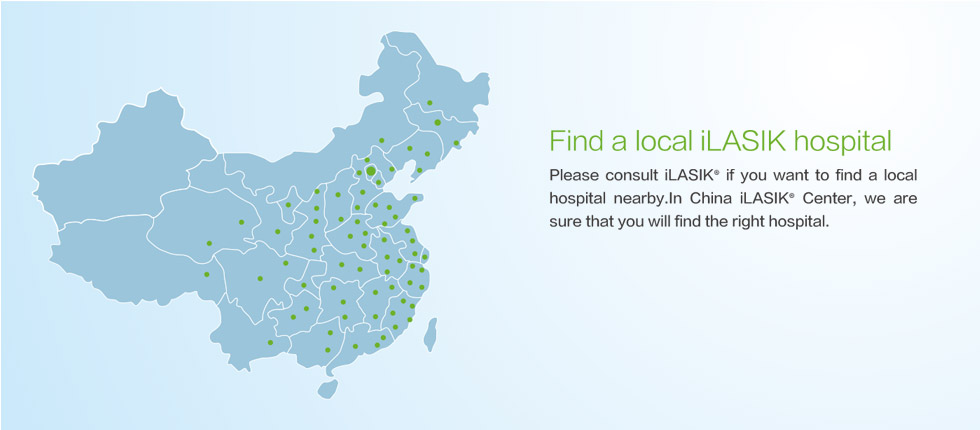 Find a local iLASIK hospital
Please consult iLASIK® if you want to find a local
hospital nearby.In China iLASIK® Center, we are
sure that you will find the right hospital.